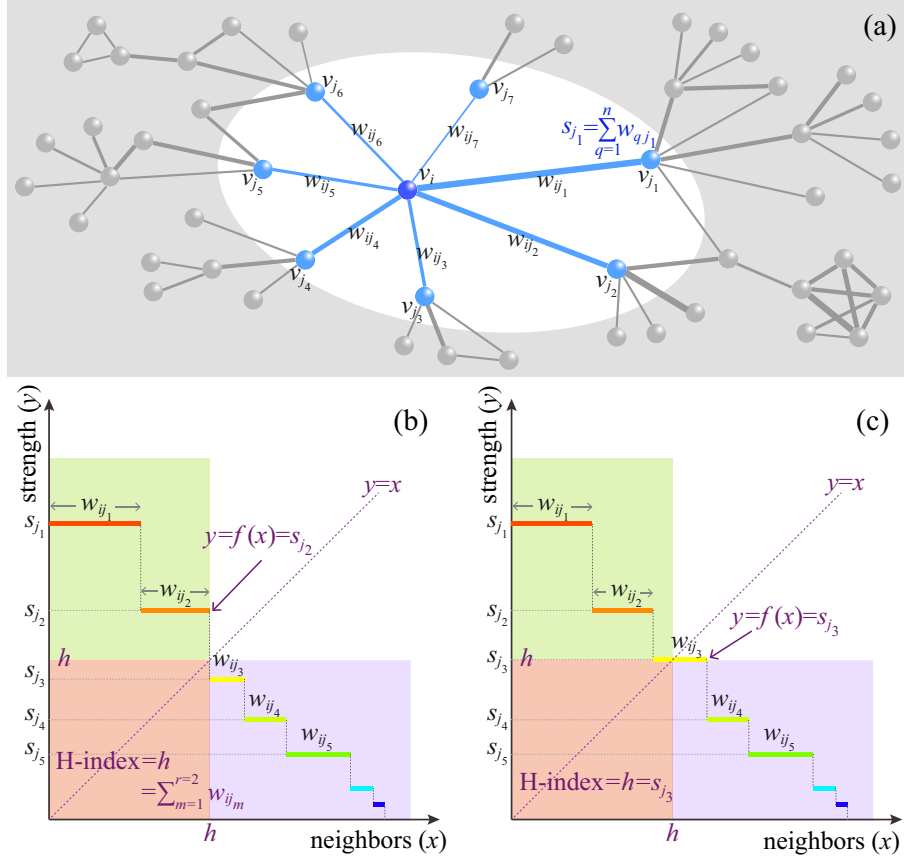 (a)
v_{j_6}
v_{j_7}
w_{ij_6}
w_{ij_7}
s_{j_1}=\sum_{q=1}^{n} w_{qj_1}
v_{j_5}
w_{ij_5}
v_i
w_{ij_1}
v_{j_1}
w_{ij_4}
w_{ij_3}
w_{ij_2}
v_{j_4}
v_{j_3}
v_{j_2}
(b)
strength (y)
w_{ij_1}
y=x
s_{j_1}
y=f(x)=s_{j_2}
w_{ij_2}
s_{j_2}
h
w_{ij_3}
s_{j_3}
w_{ij_4}
s_{j_4}
w_{ij_5}
s_{j_5}
H-index=h
=\sum_{m=1}^{r=2} w_{ij_m}
h
neighbors (x)
(c)
strength (y)
w_{ij_1}
y=x
s_{j_1}
w_{ij_2}
s_{j_2}
y=f(x)=s_{j_3}
w_{ij_3}
s_{j_3}
h
w_{ij_4}
s_{j_4}
w_{ij_5}
s_{j_5}
H-index=h=s_{j_3}
h
neighbors (x)